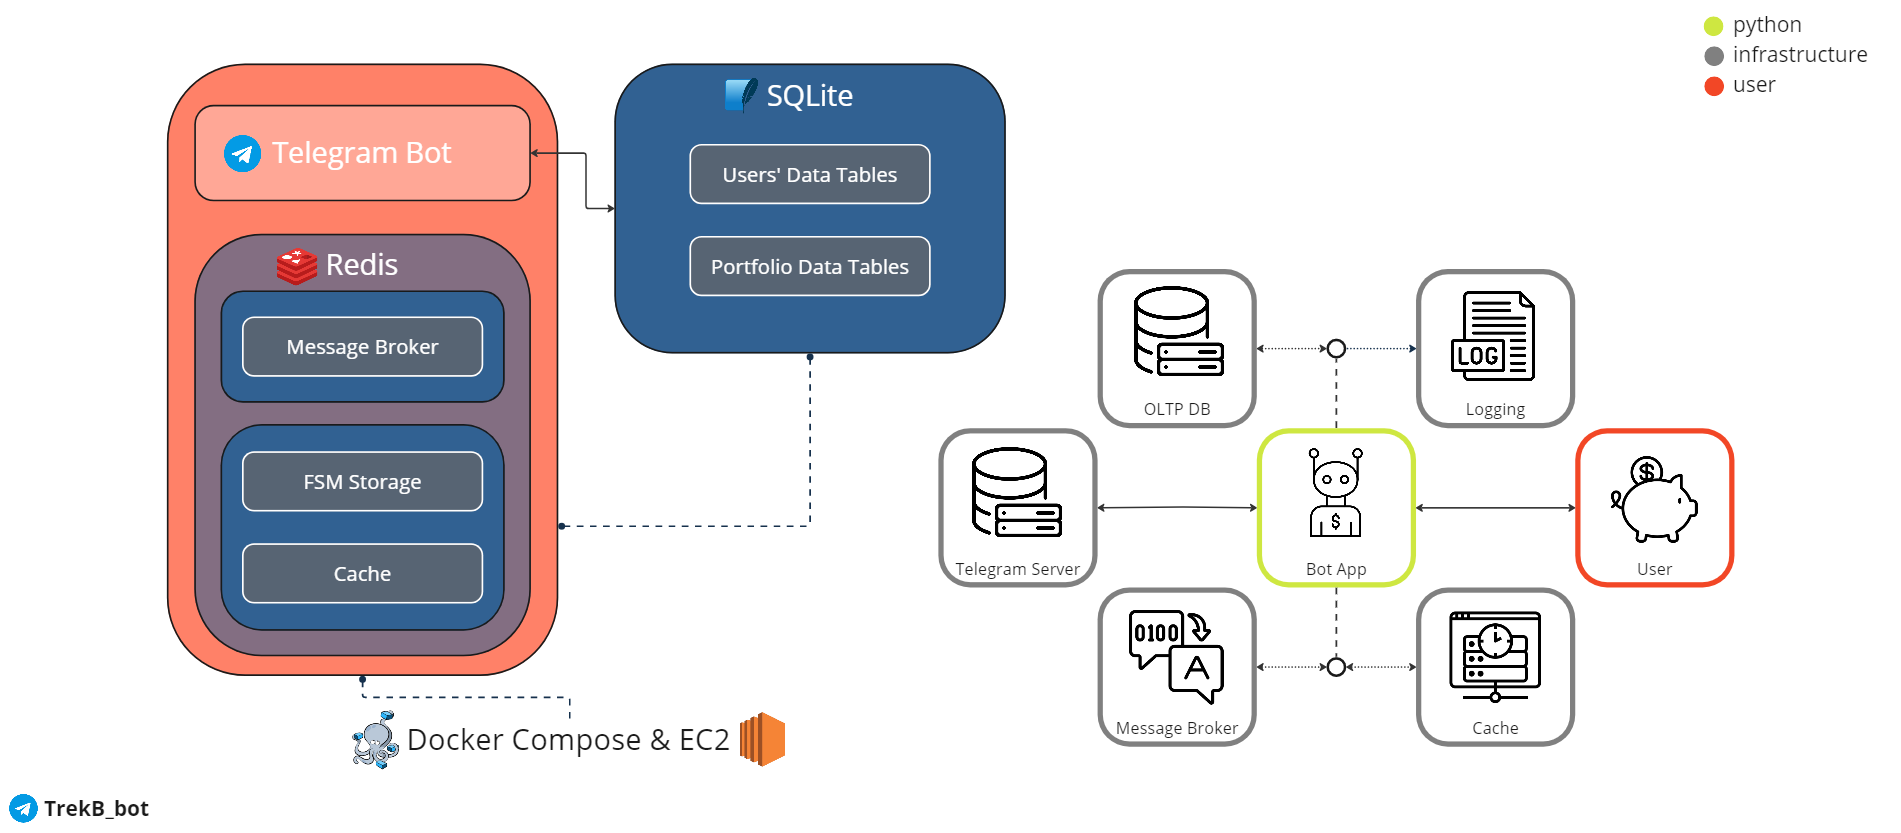 python
infrastructure
user
Telegram Bot
SQLite
Users' Data Tables
Portfolio Data Tables
Redis
Message Broker
FSM Storage
Cache
Docker Compose & EC2
OLTP DB
LOG
Logging
Telegram Server
$
Bot App
$
User
0100
A
Message Broker
Cache
TrekB_bot